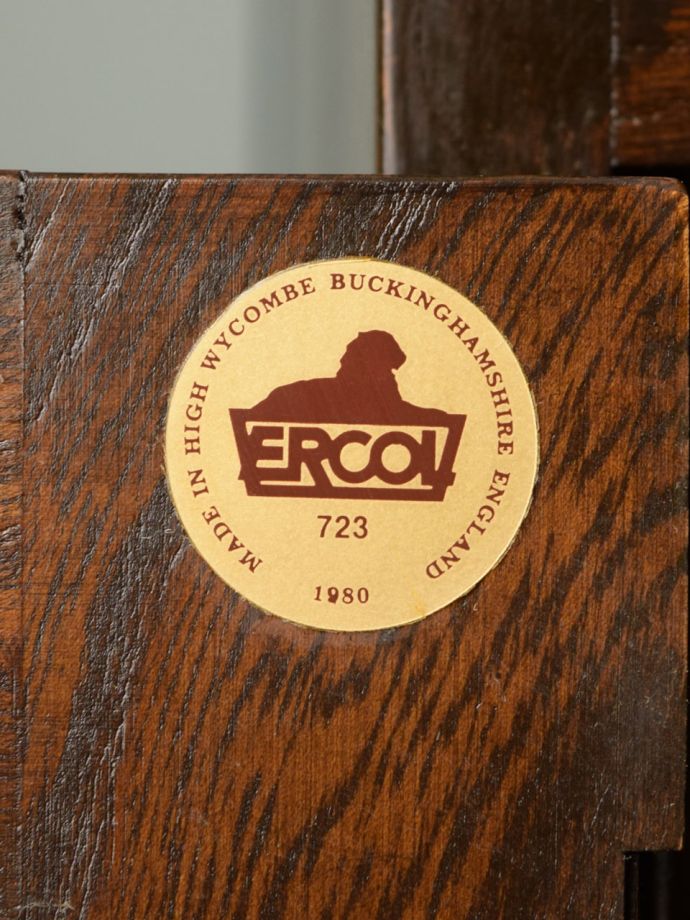 MADE IN HIGH WYCOMBE BUCKINGHAMSHIRE ENGLAND
ERCOL
723
1980